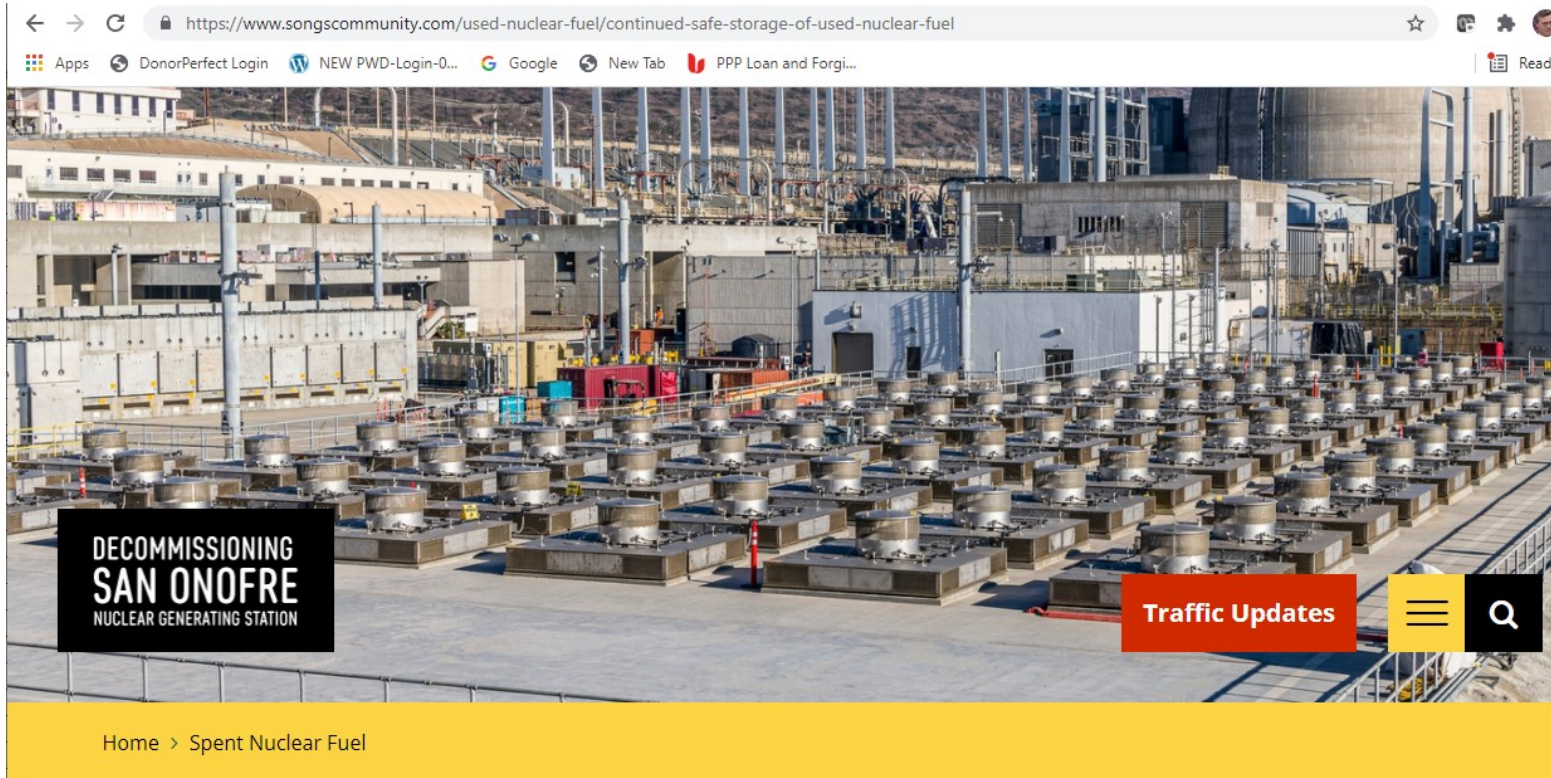 https://www.songscommunity.com/used-nuclear-fuel/continued-safe-storage-of-used-nuclear-fuel
Apps DonorPerfect Login NEW PWD-Login-0... Google New Tab PPP Loan and Forgi... Read
DECOMMISSIONING
SAN ONOFRE
NUCLEAR GENERATING STATION
Traffic Updates
Home > Spent Nuclear Fuel